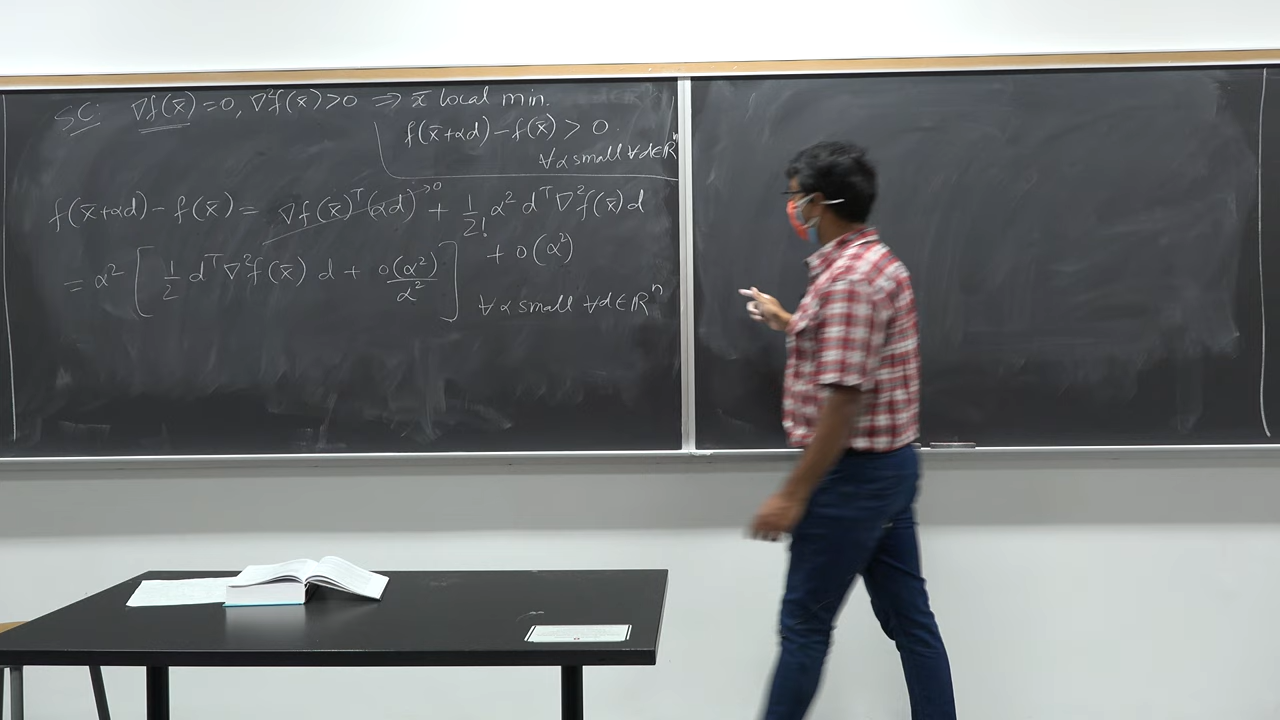 SC: ∇f(x̄)=0, ∇²f(x̄)>0 ⇒ x̄ local min.
f(x̄+αd)-f(x̄)>0.
∀α small ∀d∈ℝⁿ
f(x̄+αd)-f(x̄)= ∇f(x̄)ᵀ(αd)→0 + 1/2! α² dᵀ∇²f(x̄)d
+ o(α²)
= α² [ 1/2 dᵀ∇²f(x̄) d + o(α²)/α² ]
∀α small ∀d∈ℝⁿ